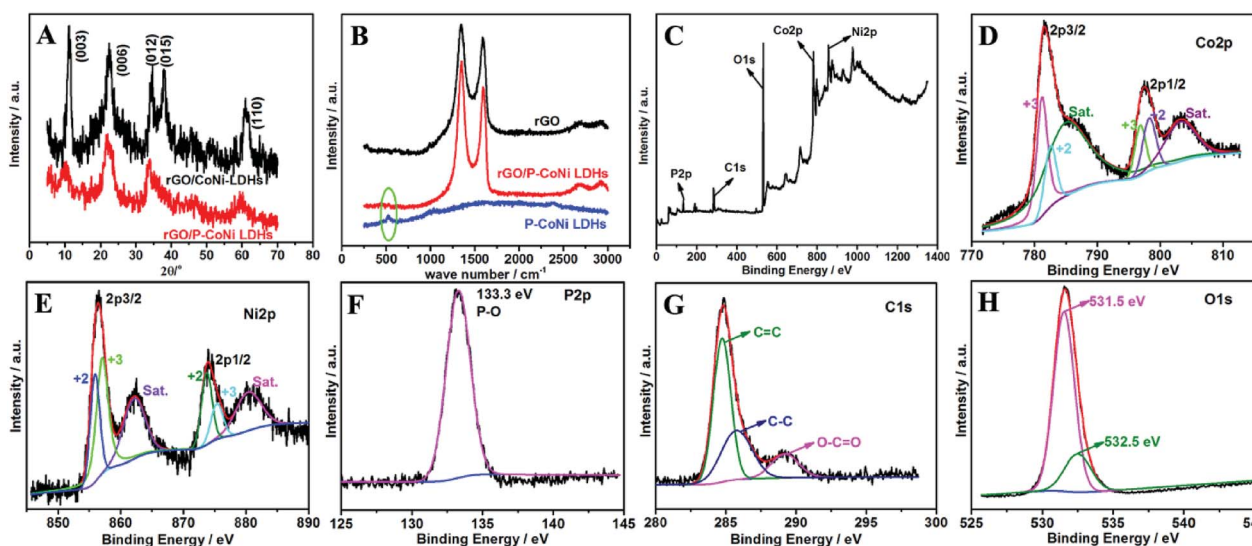 A
(003)
(006)
(012)
(015)
(110)
rGO/CoNi-LDHs
rGO/P-CoNi LDHs
Intensity / a.u.
10 20 30 40 50 60 70
2θ/°
B
rGO
rGO/P-CoNi LDHs
P-CoNi LDHs
Intensity / a.u.
500 1000 1500 2000 2500 3000
wave number / cm-1
C
P2p
C1s
O1s
Co2p
Ni2p
Intensity / a.u.
0 200 400 600 800 1000 1200 1400
Binding Energy / eV
D
Co2p
2p3/2
2p1/2
+3
+2
Sat.
+3
+2
Sat.
Intensity / a.u.
770 780 790 800 810
Binding Energy / eV
E
Ni2p
2p3/2
+2
+3
Sat.
2p1/2
+2
+3
Sat.
Intensity / a.u.
850 860 870 880 890
Binding Energy / eV
F
133.3 eV
P-O
P2p
Intensity / a.u.
125 130 135 140 145
Binding Energy / eV
G
C1s
C=C
C-C
O-C=O
Intensity / a.u.
280 285 290 295 300
Binding Energy / eV
H
O1s
531.5 eV
532.5 eV
Intensity / a.u.
525 530 535 540
Binding Energy / eV